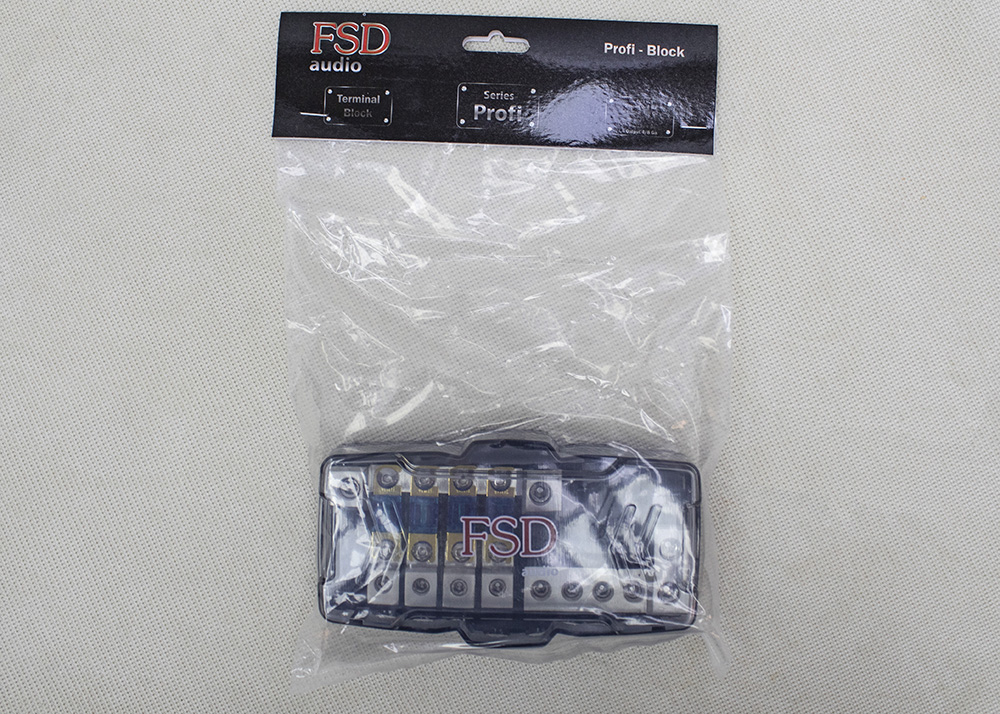 FSD
audio
Profi - Block
Terminal
Block
Series
Profi
FSD